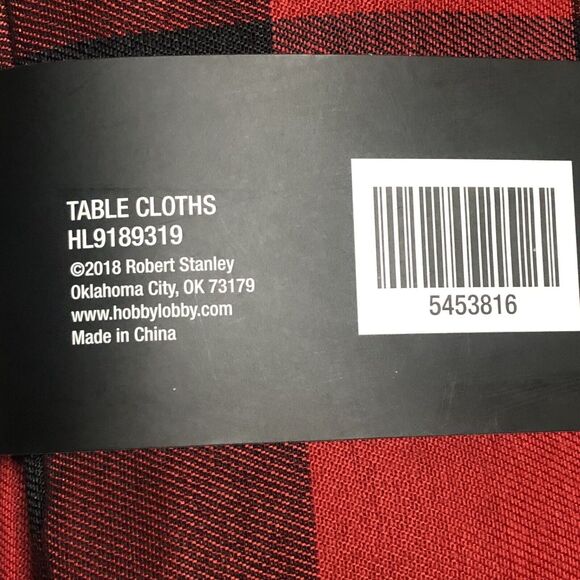 TABLE CLOTHS
HL9189319
©2018 Robert Stanley
Oklahoma City, OK 73179
www.hobbylobby.com
Made in China
5453816